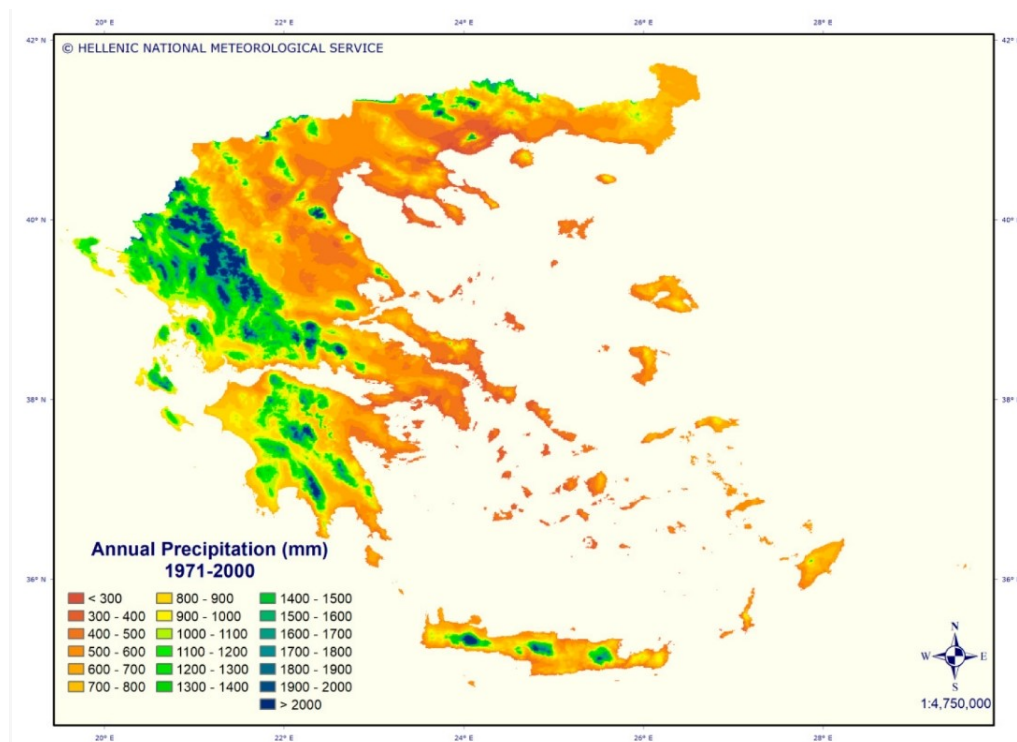 20° E 22° E 24° E 26° E 28° E
42° N 42° N
© HELLENIC NATIONAL METEOROLOGICAL SERVICE
40° N 40° N
38° N 38° N
36° N 36° N
Annual Precipitation (mm)
1971-2000
< 300 800 - 900 1400 - 1500
300 - 400 900 - 1000 1500 - 1600
400 - 500 1000 - 1100 1600 - 1700
500 - 600 1100 - 1200 1700 - 1800
600 - 700 1200 - 1300 1800 - 1900
700 - 800 1300 - 1400 1900 - 2000
> 2000
N
W E
S
1:4,750,000
20° E 22° E 24° E 26° E 28° E